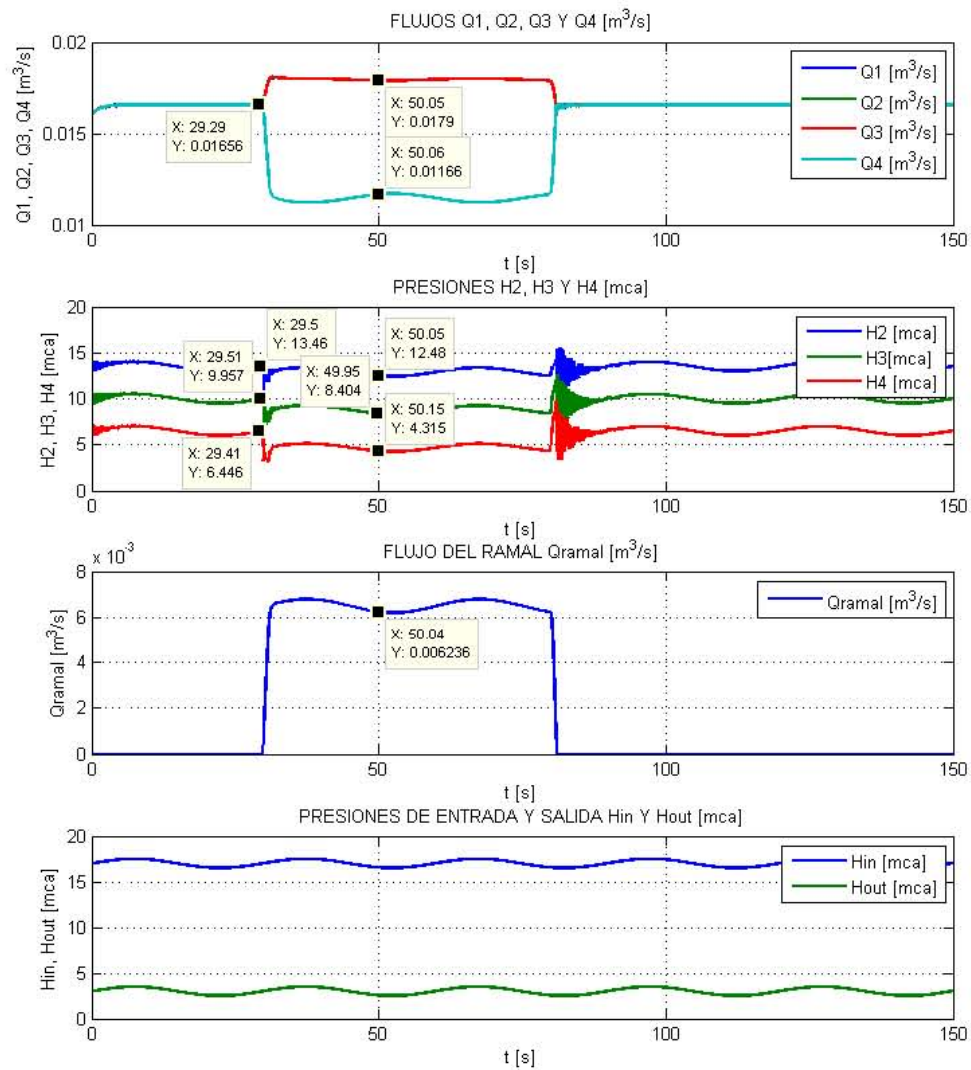 FLUJOS Q1, Q2, Q3 Y Q4 [m³/s]
Q1, Q2, Q3, Q4 [m³/s]
0.02
0.015
0.01
X: 29.29
Y: 0.01656
X: 50.05
Y: 0.0179
X: 50.06
Y: 0.01166
Q1 [m³/s]
Q2 [m³/s]
Q3 [m³/s]
Q4 [m³/s]
0
50
100
150
t [s]
PRESIONES H2, H3 Y H4 [mca]
H2, H3, H4 [mca]
20
15
10
5
0
X: 29.5
Y: 13.46
X: 29.51
Y: 9.957
X: 49.95
Y: 8.404
X: 50.05
Y: 12.48
X: 50.15
Y: 4.315
X: 29.41
Y: 6.446
H2 [mca]
H3[mca]
H4 [mca]
0
50
100
150
t [s]
x 10⁻³
FLUJO DEL RAMAL Qramal [m³/s]
Qramal [m³/s]
8
6
4
2
0
X: 50.04
Y: 0.006236
Qramal [m³/s]
0
50
100
150
t [s]
PRESIONES DE ENTRADA Y SALIDA Hin Y Hout [mca]
Hin, Hout [mca]
20
15
10
5
0
Hin [mca]
Hout [mca]
0
50
100
150
t [s]